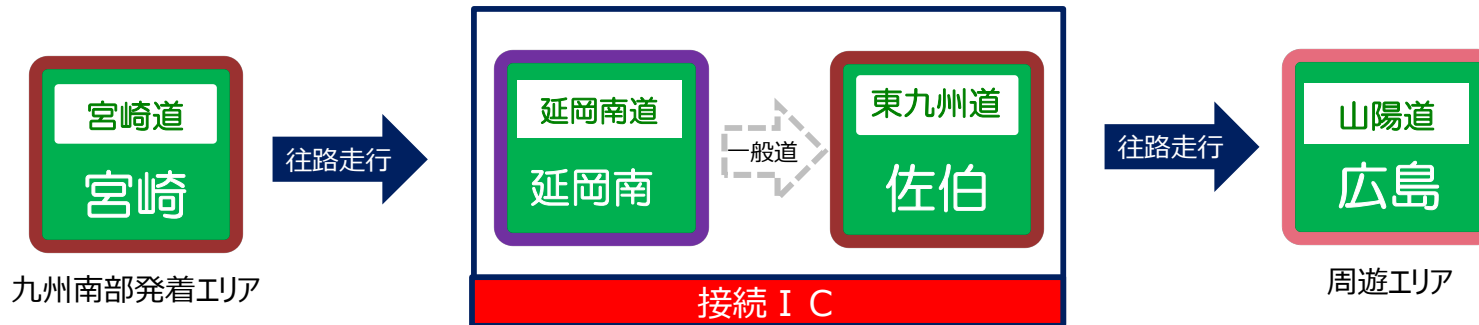 宮崎道
宮崎
九州南部発着エリア
往路走行
延岡南道
延岡南
一般道
東九州道
佐伯
接続ＩＣ
往路走行
山陽道
広島
周遊エリア